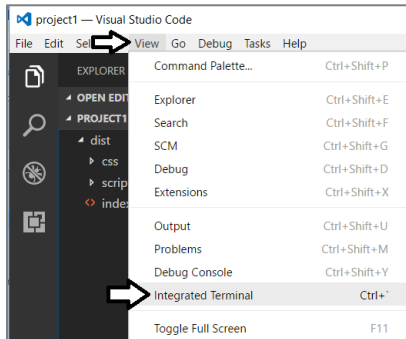 project1 — Visual Studio Code
File Edit View Go Debug Tasks Help
EXPLORER
Command Palette... Ctrl+Shift+P
OPEN EDIT
Explorer Ctrl+Shift+E
PROJECT1
Search Ctrl+Shift+F
dist
SCM Ctrl+Shift+G
css
Debug Ctrl+Shift+D
scrip
Extensions Ctrl+Shift+X
index
Output Ctrl+Shift+U
Problems Ctrl+Shift+M
Debug Console Ctrl+Shift+Y
Integrated Terminal Ctrl+`
Toggle Full Screen F11